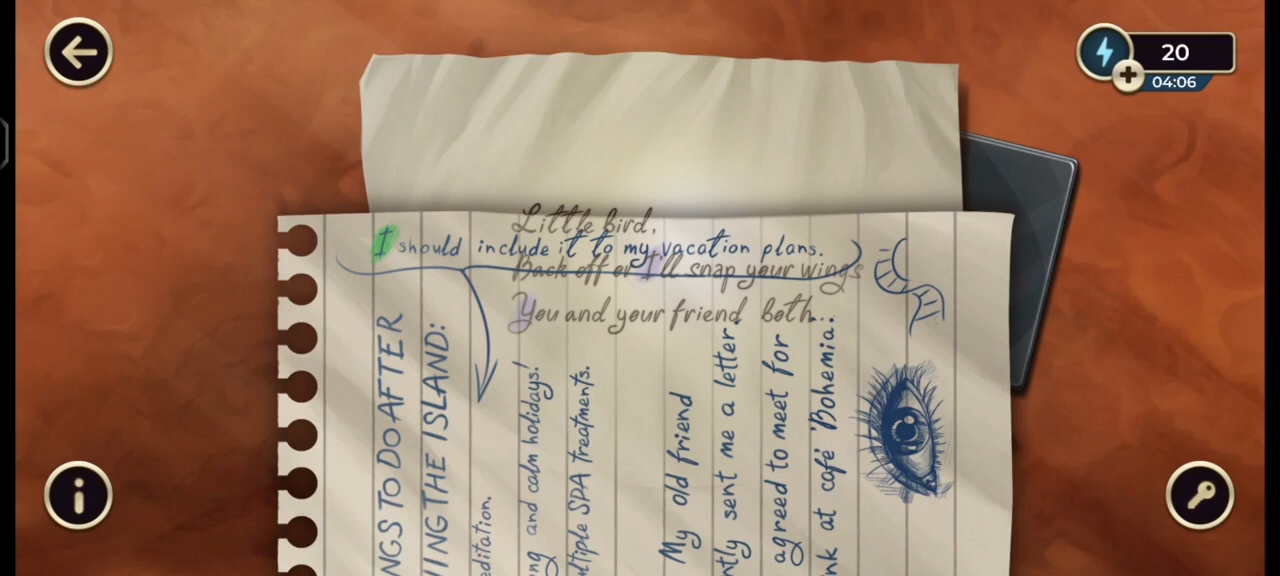 20
04:06
Little Bird,
I should include it to my vacation plans.
Back off or I'll snap your wings
You and your friend both...
NGS TO DO AFTER
ING THE ISLAND:
editation.
ng and calm holidays!
ltiple SPA treatments.
My old friend
ntly sent me a letter.
agreed to meet for
nk at café 'Bohemia.